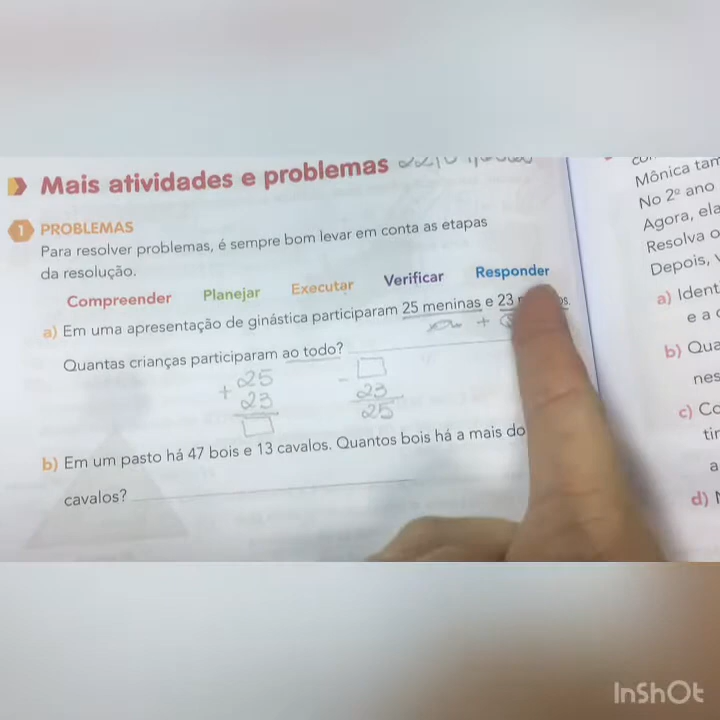 Mais atividades e problemas
1 PROBLEMAS
Para resolver problemas, é sempre bom levar em conta as etapas
da resolução.
Compreender Planejar Executar Verificar Responder
a) Em uma apresentação de ginástica participaram 25 meninas e 23
+
Quantas crianças participaram ao todo?
+ 25
23
- 23
25
b) Em um pasto há 47 bois e 13 cavalos. Quantos bois há a mais do
cavalos?
Mônica tam
No 2º ano
Agora, ela
Resolva o
Depois, v
a) Ident
e a
b) Qua
nes
c) Co
tir
a
d)
InShOt